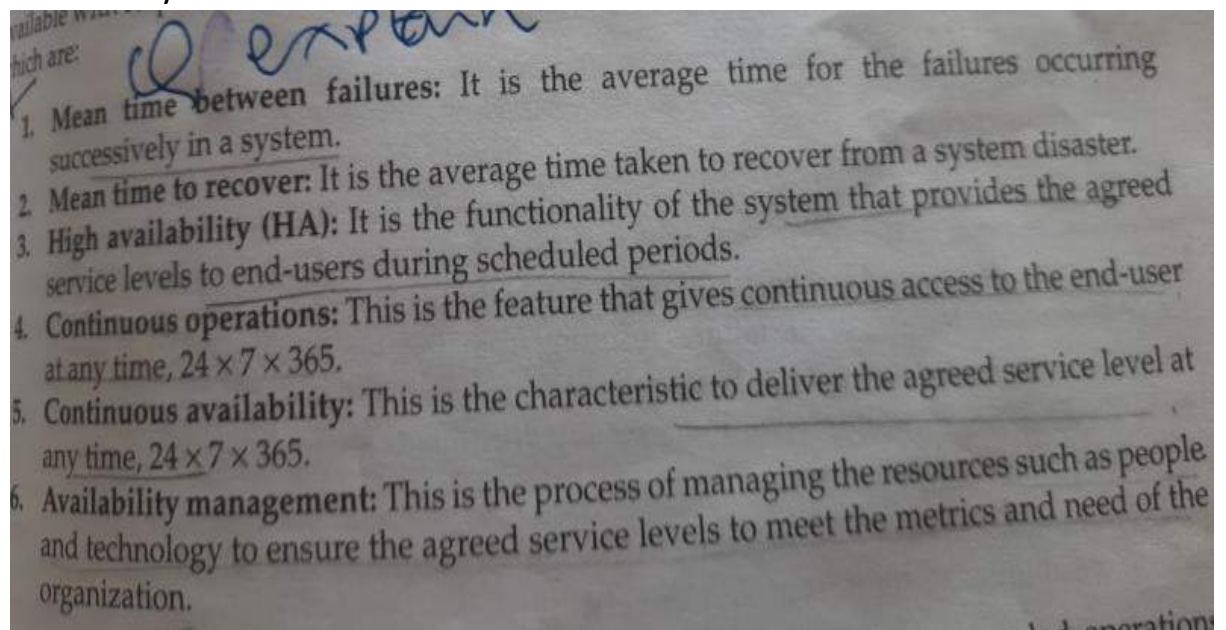 explain
which are:
1. Mean time between failures: It is the average time for the failures occurring
successively in a system.
2. Mean time to recover: It is the average time taken to recover from a system disaster.
3. High availability (HA): It is the functionality of the system that provides the agreed
service levels to end-users during scheduled periods.
4. Continuous operations: This is the feature that gives continuous access to the end-user
at any time, 24 × 7 × 365.
5. Continuous availability: This is the characteristic to deliver the agreed service level at
any time, 24 × 7 × 365.
6. Availability management: This is the process of managing the resources such as people
and technology to ensure the agreed service levels to meet the metrics and need of the
organization.